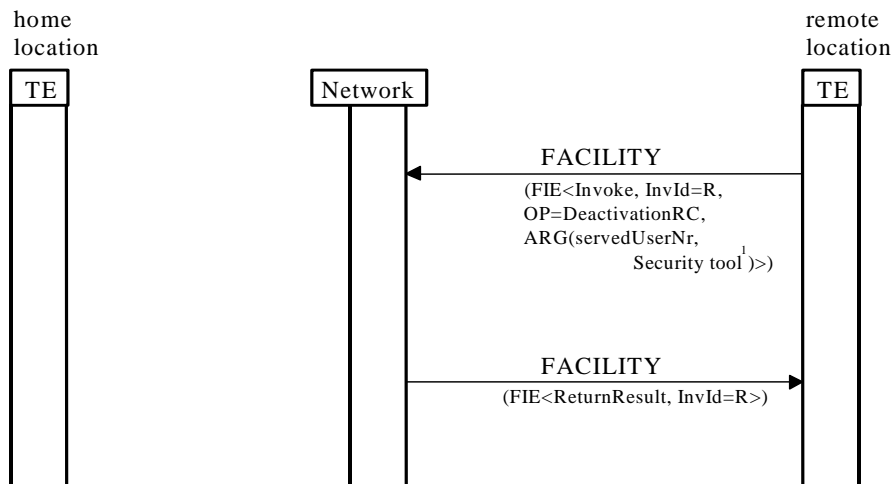 home
location
remote
location
TE
Network
TE
FACILITY
(FIE<Invoke, InvId=R,
OP=DeactivationRC,
ARG(servedUserNr,
Security tool¹)>)
FACILITY
(FIE<ReturnResult, InvId=R>)